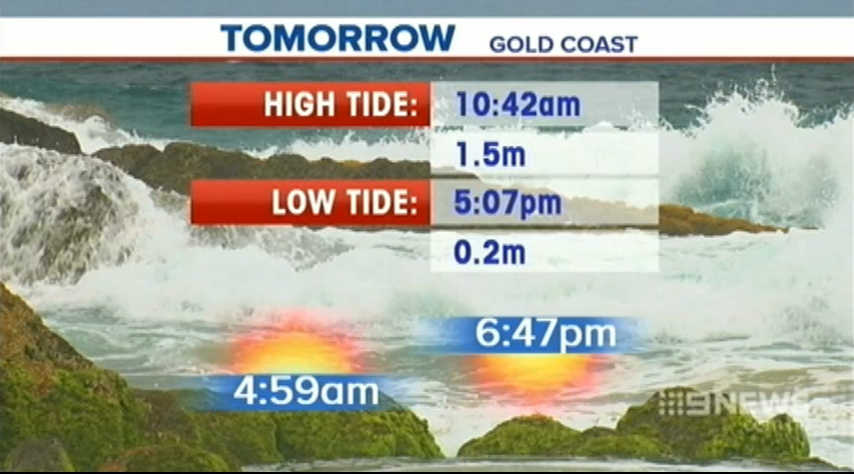 TOMORROW GOLD COAST
HIGH TIDE: 10:42am
1.5m
LOW TIDE: 5:07pm
0.2m
6:47pm
4:59am
9NEWS